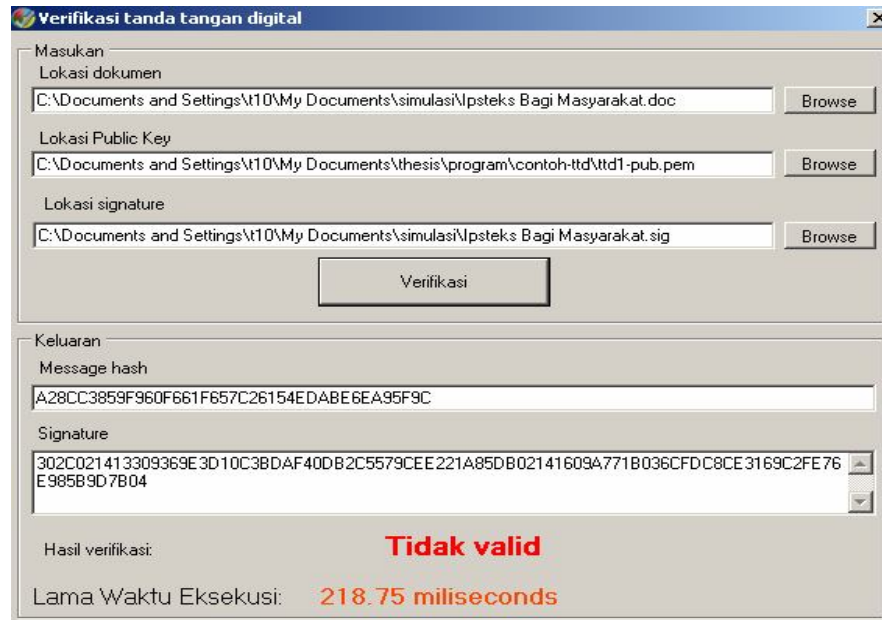 Verifikasi tanda tangan digital
Masukan
Lokasi dokumen
C:\Documents and Settings\t10\My Documents\simulasi\Ipsteks Bagi Masyarakat.doc
Browse
Lokasi Public Key
C:\Documents and Settings\t10\My Documents\thesis\program\contoh-ttd\ttd1-pub.pem
Browse
Lokasi signature
C:\Documents and Settings\t10\My Documents\simulasi\Ipsteks Bagi Masyarakat.sig
Browse
Verifikasi
Keluaran
Message hash
A28CC3859F960F661F657C26154EDABE6EA95F9C
Signature
302C021413309369E3D10C3BDAF40DB2C5579CEE221A85DB02141609A771B036CFDC8CE3169C2FE76
E985B9D7B04
Hasil verifikasi:
Tidak valid
Lama Waktu Eksekusi:
218.75 miliseconds